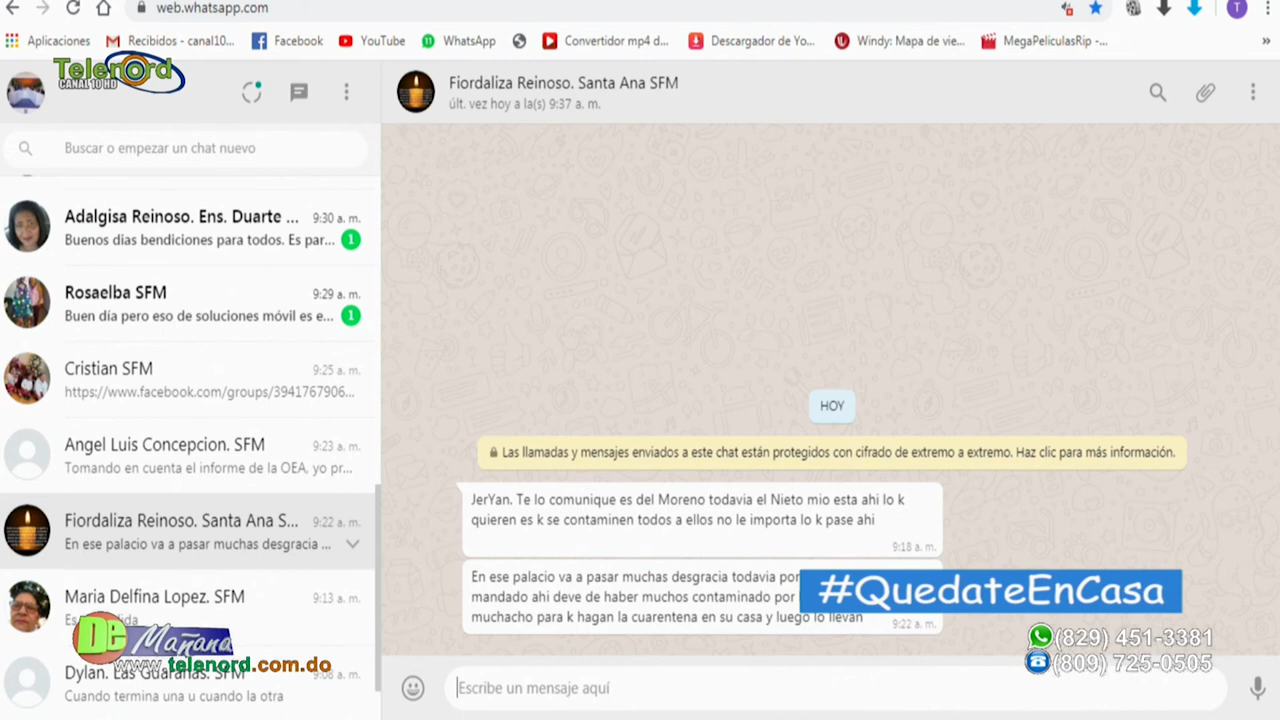 web.whatsapp.com
T
Aplicaciones
Recibidos - canal10...
Facebook
YouTube
WhatsApp
Convertidor mp4 d...
Descargador de Yo...
Windy: Mapa de vie...
MegaPeliculasRip -...
»
Telenord
CANAL 10 HD
Fiordaliza Reinoso. Santa Ana SFM
últ. vez hoy a la(s) 9:37 a. m.
Buscar o empezar un chat nuevo
Adalgisa Reinoso. Ens. Duarte ...
9:30 a. m.
Buenos días bendiciones para todos. Es par...
1
Rosaelba SFM
9:29 a. m.
Buen día pero eso de soluciones móvil es e...
1
Cristian SFM
9:25 a. m.
https://www.facebook.com/groups/3941767906...
Angel Luis Concepcion. SFM
9:23 a. m.
Tomando en cuenta el informe de la OEA. yo pr...
Fiordaliza Reinoso. Santa Ana S...
9:22 a. m.
En ese palacio va a pasar muchas desgracia ...
Maria Delfina Lopez. SFM
9:13 a. m.
De Mañana
www.telenord.com.do
Dylan. Las Guaranas. SFM
9:08 a. m.
Cuando termina una u cuando la otra
HOY
Las llamadas y mensajes enviados a este chat están protegidos con cifrado de extremo a extremo. Haz clic para más información.
JerYan. Te lo comunique es del Moreno todavia el Nieto mio esta ahi lo k
quieren es k se contaminen todos a ellos no le importa lo k pase ahi
9:18 a. m.
En ese palacio va a pasar muchas desgracia todavia por
mandado ahi deve de haber muchos contaminado por
muchacho para k hagan la cuarentena en su casa y luego lo llevan
9:22 a. m.
#QuedateEnCasa
(829) 451-3381
(809) 725-0505
Escribe un mensaje aquí